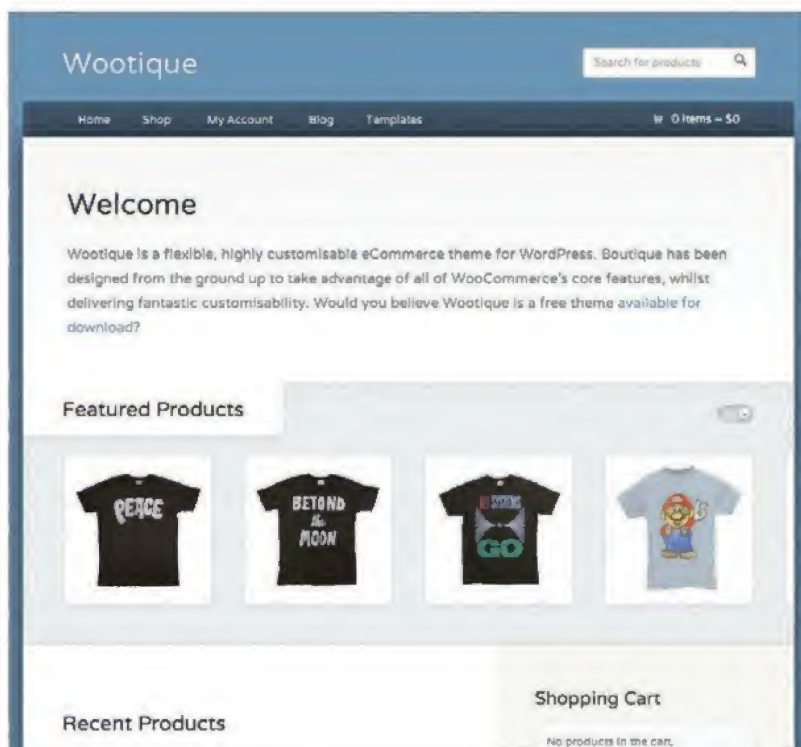 Wootique
Search for products
Home Shop My Account Blog Templates 0 items – $0
Welcome
Wootique is a flexible, highly customisable eCommerce theme for WordPress. Boutique has been
designed from the ground up to take advantage of all of WooCommerce's core features, whilst
delivering fantastic customisability. Would you believe Wootique is a free theme available for
download?
Featured Products
PEACE
BEYOND
the
MOON
GO
Shopping Cart
Recent Products
No products in the cart.